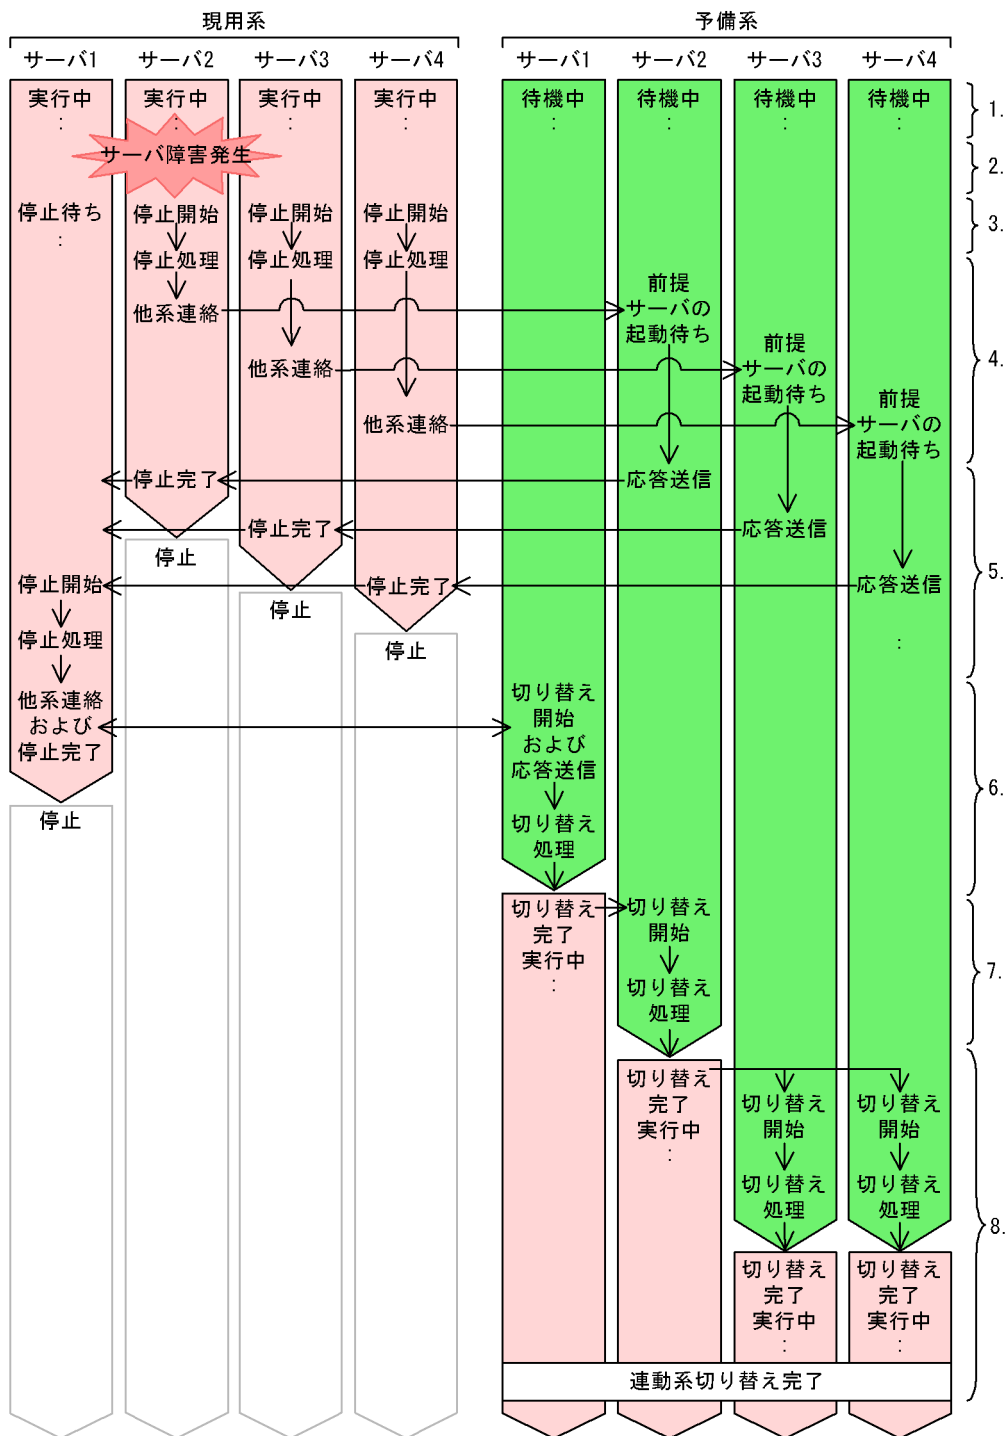 現用系
予備系
サーバ1
サーバ2
サーバ3
サーバ4
サーバ1
サーバ2
サーバ3
サーバ4
実行中
:
実行中
:
実行中
:
実行中
:
待機中
:
待機中
:
待機中
:
待機中
:
1.
サーバ障害発生
2.
停止待ち
:
停止開始
停止開始
停止開始
3.
停止処理
停止処理
停止処理
他系連絡
前提
サーバの
起動待ち
他系連絡
前提
サーバの
起動待ち
4.
他系連絡
前提
サーバの
起動待ち
停止完了
応答送信
停止完了
応答送信
停止
停止開始
停止完了
応答送信
5.
停止
停止処理
:
停止
他系連絡
および
停止完了
切り替え
開始
および
応答送信
6.
停止
切り替え
処理
切り替え
完了
実行中
:
切り替え
開始
7.
切り替え
処理
切り替え
完了
実行中
:
切り替え
開始
切り替え
開始
切り替え
処理
切り替え
処理
8.
切り替え
完了
実行中
:
切り替え
完了
実行中
:
連動系切り替え完了